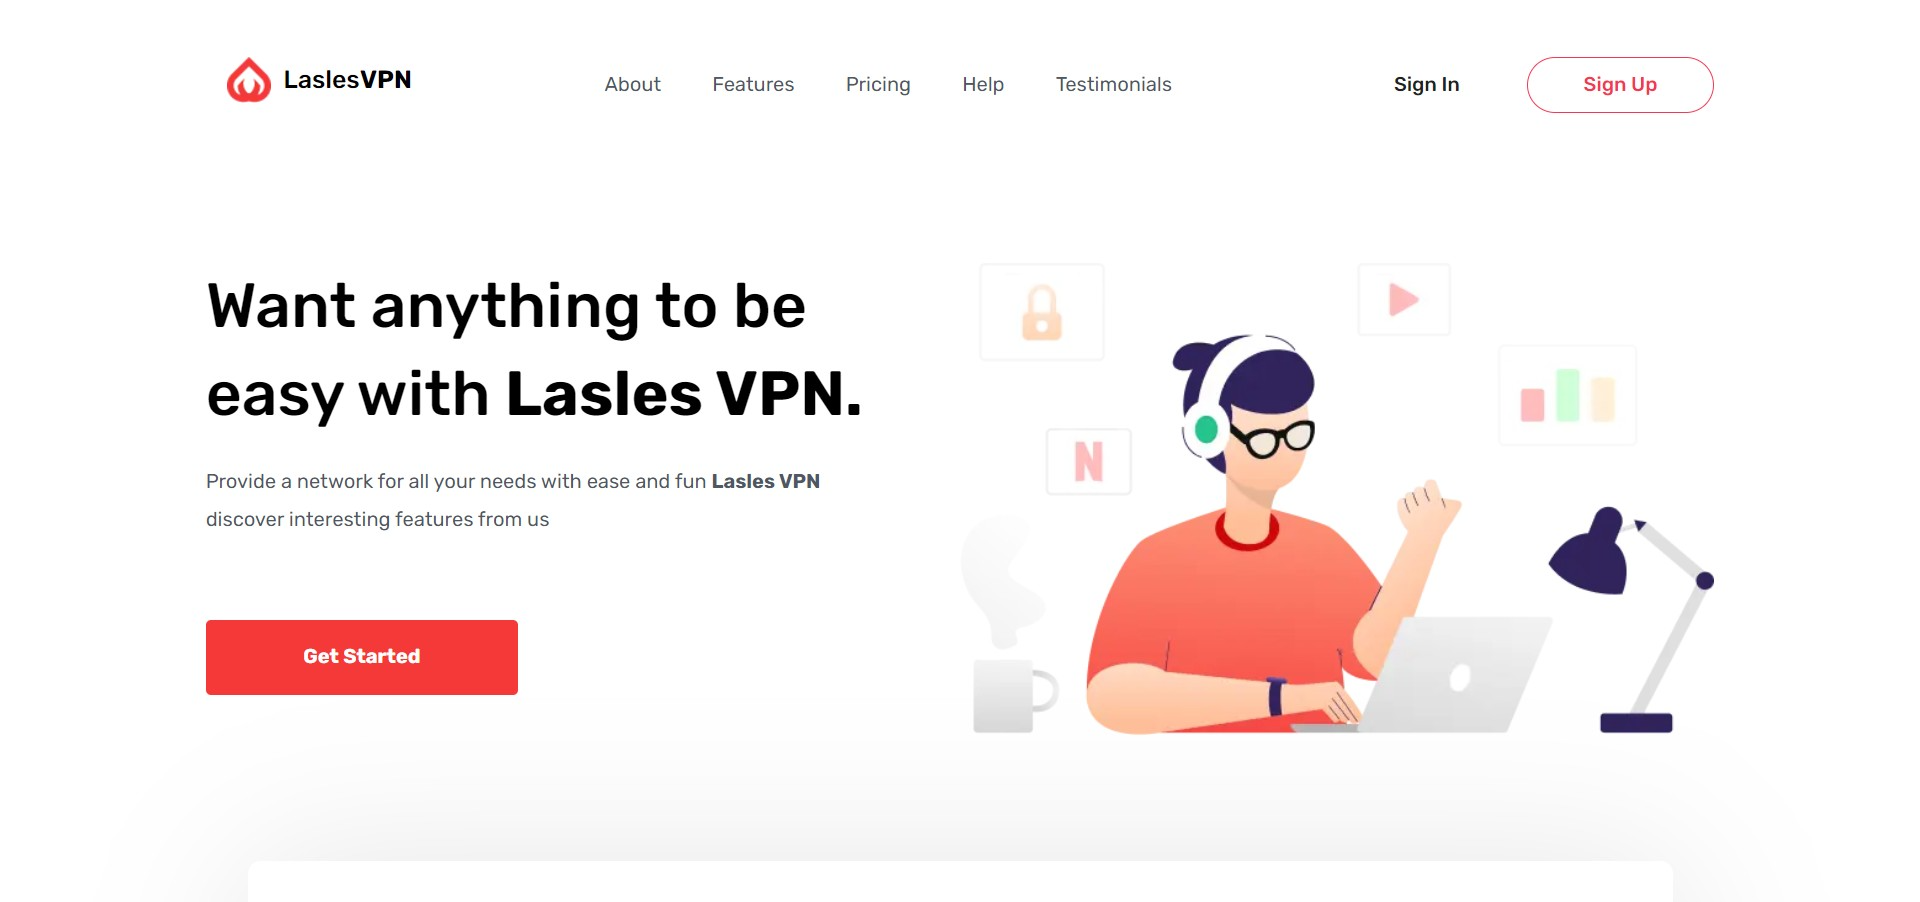 LaslesVPN
About
Features
Pricing
Help
Testimonials
Sign In
Sign Up
Want anything to be
easy with Lasles VPN.
Provide a network for all your needs with ease and fun Lasles VPN
discover interesting features from us
Get Started
N